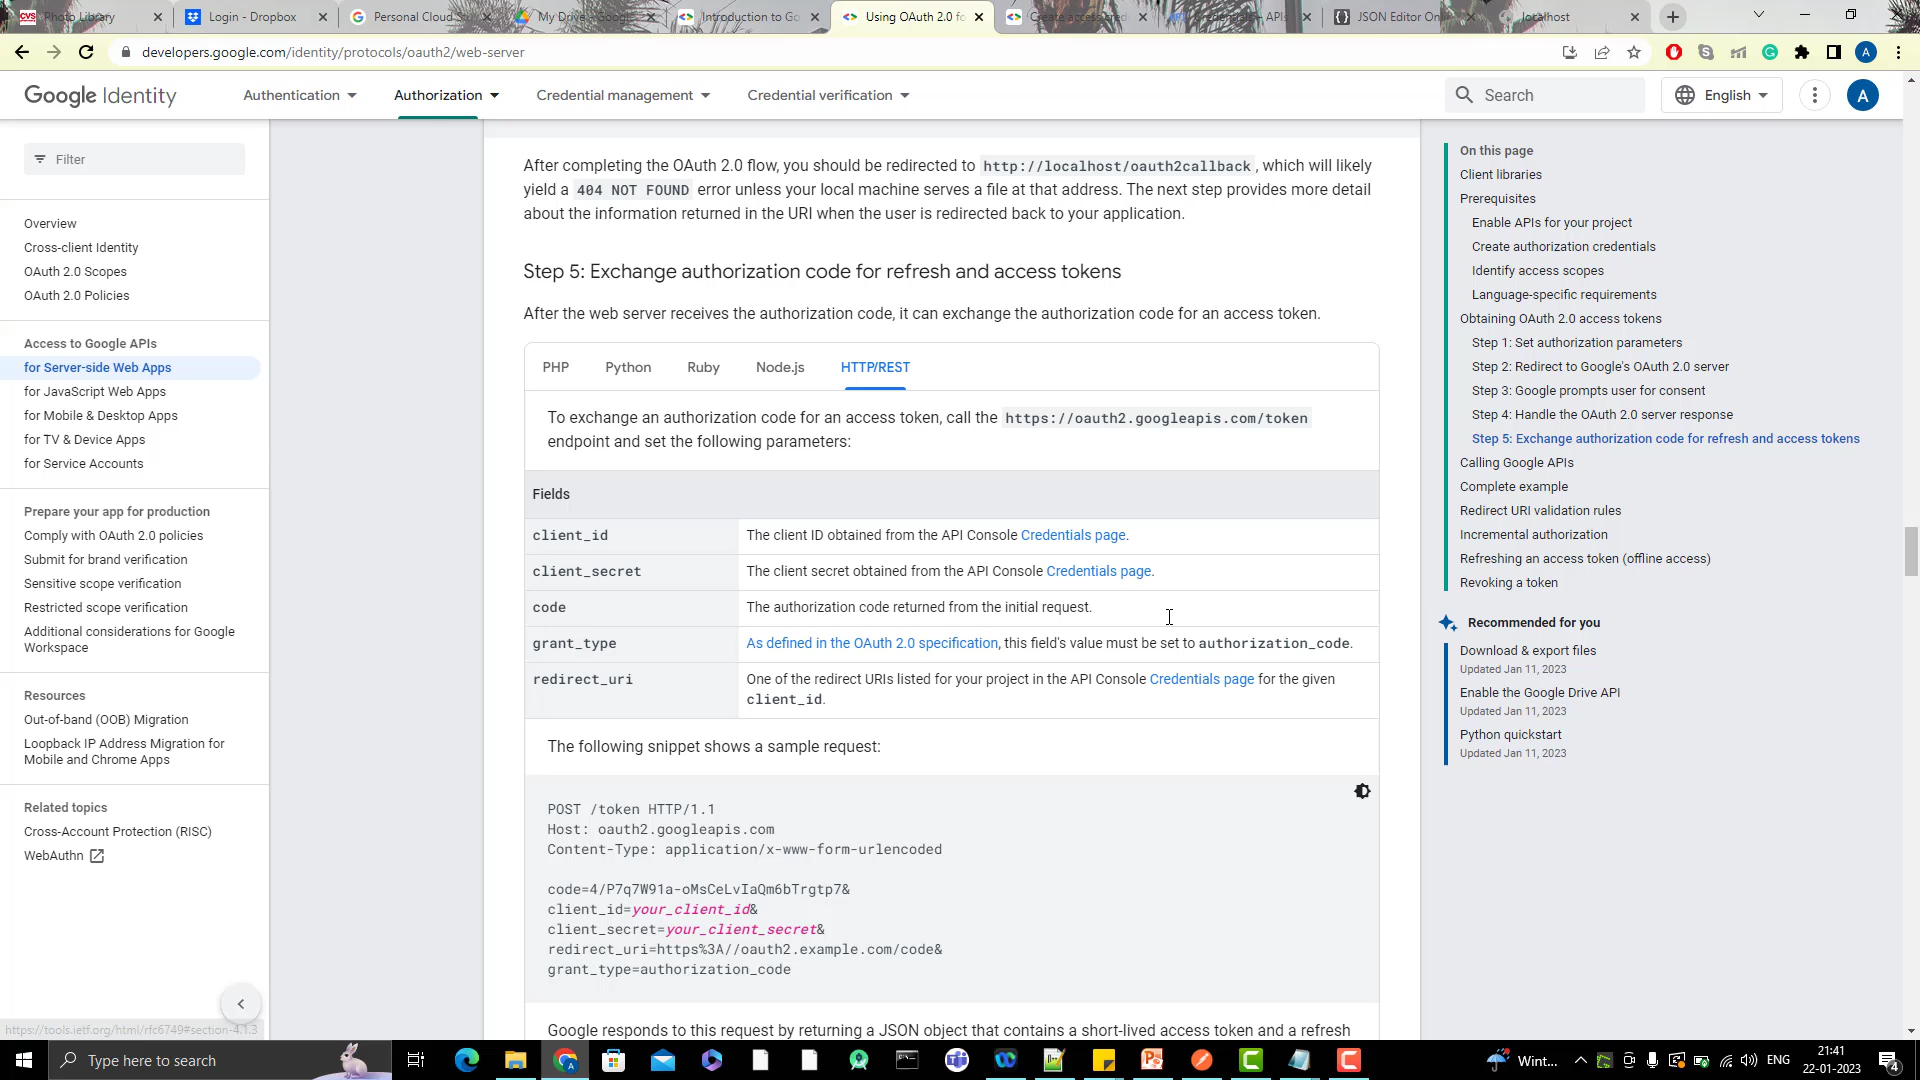 Photo Library
Login - Dropbox
Personal Cloud St
My Drive - Google
Introduction to Go
Using OAuth 2.0 fo
Create access cred
Credentials - APIs
JSON Editor Onl
localhost
developers.google.com/identity/protocols/oauth2/web-server
Google Identity
Authentication
Authorization
Credential management
Credential verification
Search
English
A
Filter
Overview
Cross-client Identity
OAuth 2.0 Scopes
OAuth 2.0 Policies
Access to Google APIs
for Server-side Web Apps
for JavaScript Web Apps
for Mobile & Desktop Apps
for TV & Device Apps
for Service Accounts
Prepare your app for production
Comply with OAuth 2.0 policies
Submit for brand verification
Sensitive scope verification
Restricted scope verification
Additional considerations for Google
Workspace
Resources
Out-of-band (OOB) Migration
Loopback IP Address Migration for
Mobile and Chrome Apps
Related topics
Cross-Account Protection (RISC)
WebAuthn
https://tools.ietf.org/html/rfc6749#section-4.1.3
After completing the OAuth 2.0 flow, you should be redirected to http://localhost/oauth2callback, which will likely
yield a 404 NOT FOUND error unless your local machine serves a file at that address. The next step provides more detail
about the information returned in the URI when the user is redirected back to your application.
Step 5: Exchange authorization code for refresh and access tokens
After the web server receives the authorization code, it can exchange the authorization code for an access token.
PHP
Python
Ruby
Node.js
HTTP/REST
To exchange an authorization code for an access token, call the https://oauth2.googleapis.com/token
endpoint and set the following parameters:
Fields
client_id The client ID obtained from the API Console Credentials page.
client_secret The client secret obtained from the API Console Credentials page.
code The authorization code returned from the initial request.
grant_type As defined in the OAuth 2.0 specification, this field's value must be set to authorization_code.
redirect_uri One of the redirect URIs listed for your project in the API Console Credentials page for the given
client_id.
The following snippet shows a sample request:
POST /token HTTP/1.1
Host: oauth2.googleapis.com
Content-Type: application/x-www-form-urlencoded
code=4/P7q7W91a-oMsCeLvIaQm6bTrgtp7&
client_id=your_client_id&
client_secret=your_client_secret&
redirect_uri=https%3A//oauth2.example.com/code&
grant_type=authorization_code
Google responds to this request by returning a JSON object that contains a short-lived access token and a refresh
On this page
Client libraries
Prerequisites
Enable APIs for your project
Create authorization credentials
Identify access scopes
Language-specific requirements
Obtaining OAuth 2.0 access tokens
Step 1: Set authorization parameters
Step 2: Redirect to Google's OAuth 2.0 server
Step 3: Google prompts user for consent
Step 4: Handle the OAuth 2.0 server response
Step 5: Exchange authorization code for refresh and access tokens
Calling Google APIs
Complete example
Redirect URI validation rules
Incremental authorization
Refreshing an access token (offline access)
Revoking a token
Recommended for you
Download & export files
Updated Jan 11, 2023
Enable the Google Drive API
Updated Jan 11, 2023
Python quickstart
Updated Jan 11, 2023
Type here to search
Wint...
ENG
21:41
22-01-2023
4